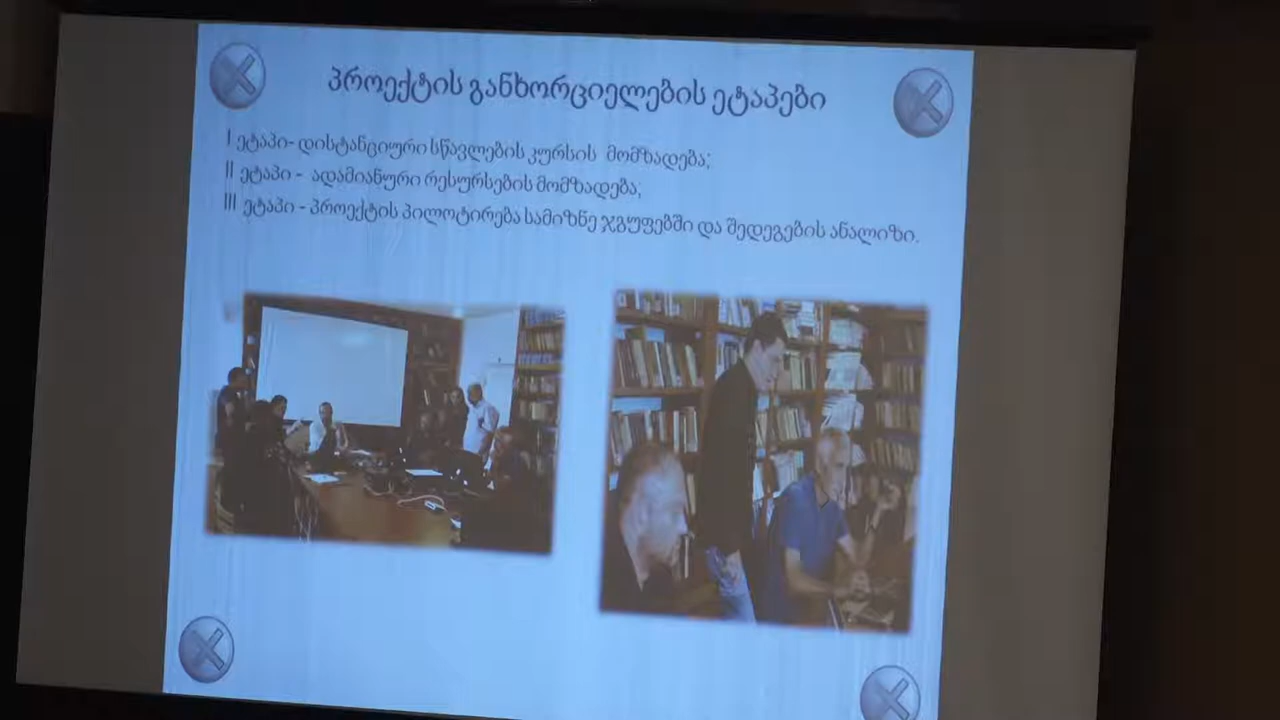 პროექტის განხორციელების ეტაპები
I ეტაპი- დისტანციური სწავლების კურსის მომზადება;
II ეტაპი - ადამიანური რესურსების მომზადება;
III ეტაპი - პროექტის პილოტირება სამიზნე ჯგუფებში და შედეგების ანალიზი.